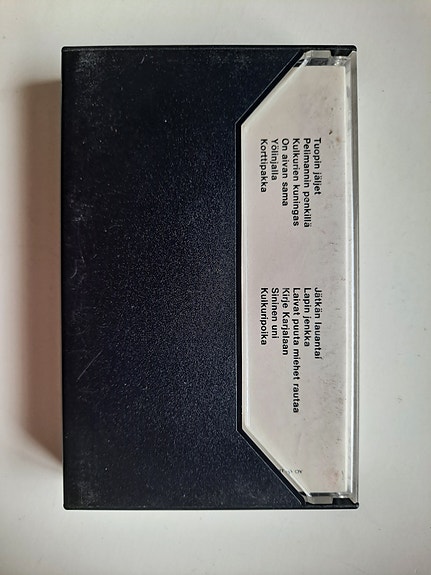 Tuopin jäljet
Pelimannin penkillä
Kulkurien kuningas
On aivan sama
Yölinjalla
Korttipakka
Jätkän lauantai
Lapin jenkka
Laivat puuta miehet rautaa
Kirje Karjalaan
Sininen uni
Kulkuripoika